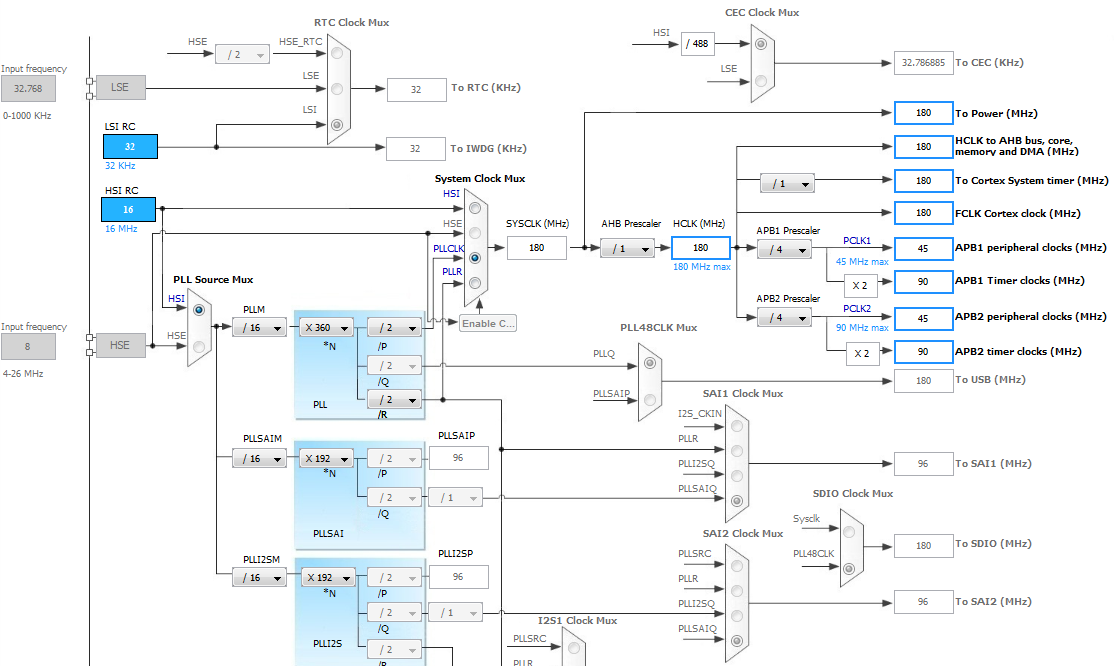 RTC Clock Mux
CEC Clock Mux
HSE
/ 2
HSE_RTC
HSI
/ 488
Input frequency
32.768
0-1000 KHz
LSE
LSE
LSI
32
To RTC (KHz)
LSE
32.786885
To CEC (KHz)
180
To Power (MHz)
LSI RC
32
32 KHz
32
To IWDG (KHz)
180
HCLK to AHB bus, core,
memory and DMA (MHz)
HSI RC
16
16 MHz
System Clock Mux
HSI
HSE
PLLCLK
PLLR
/ 1
180
To Cortex System timer (MHz)
180
FCLK Cortex clock (MHz)
SYSCLK (MHz)
180
AHB Prescaler
/ 1
HCLK (MHz)
180
180 MHz max
APB1 Prescaler
/ 4
PCLK1
45 MHz max
45
APB1 peripheral clocks (MHz)
X 2
90
APB1 Timer clocks (MHz)
PLL Source Mux
HSI
HSE
PLLM
/ 16
X 360
*N
/ 2
/P
/ 2
/Q
/ 2
/R
PLL
Enable C...
APB2 Prescaler
/ 4
PCLK2
90 MHz max
45
APB2 peripheral clocks (MHz)
X 2
90
APB2 timer clocks (MHz)
Input frequency
8
4-26 MHz
HSE
PLL48CLK Mux
PLLQ
PLLSAIP
180
To USB (MHz)
PLLSAIM
/ 16
X 192
*N
/ 2
/P
PLLSAIP
96
/ 2
/Q
/ 1
PLLSAI
SAI1 Clock Mux
I2S_CKIN
PLLR
PLLI2SQ
PLLSAIQ
96
To SAI1 (MHz)
SDIO Clock Mux
Sysclk
PLL48CLK
180
To SDIO (MHz)
PLLI2SM
/ 16
X 192
*N
/ 2
/P
PLLI2SP
96
/ 2
/Q
/ 1
/ 2
PLLI2S
SAI2 Clock Mux
PLLSRC
PLLR
PLLI2SQ
PLLSAIQ
96
To SAI2 (MHz)
I2S1 Clock Mux
PLLSRC
PLLR